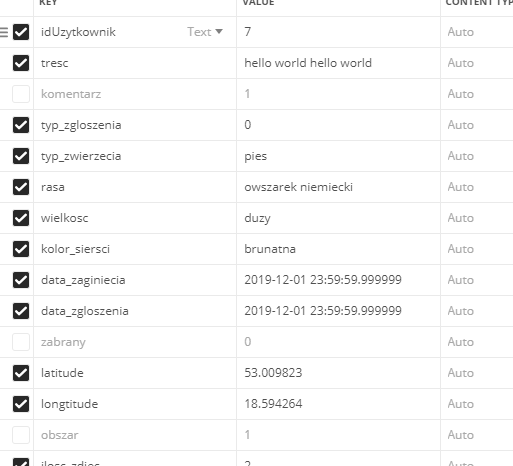 KEY VALUE CONTENT TYP
idUzytkownik Text 7 Auto
tresc hello world hello world Auto
komentarz 1 Auto
typ_zgloszenia 0 Auto
typ_zwierzecia pies Auto
rasa owszarek niemiecki Auto
wielkosc duzy Auto
kolor_siersci brunatna Auto
data_zaginiecia 2019-12-01 23:59:59.999999 Auto
data_zgloszenia 2019-12-01 23:59:59.999999 Auto
zabrany 0 Auto
latitude 53.009823 Auto
longtitude 18.594264 Auto
obszar 1 Auto
ilosc_zdjec 2 Auto